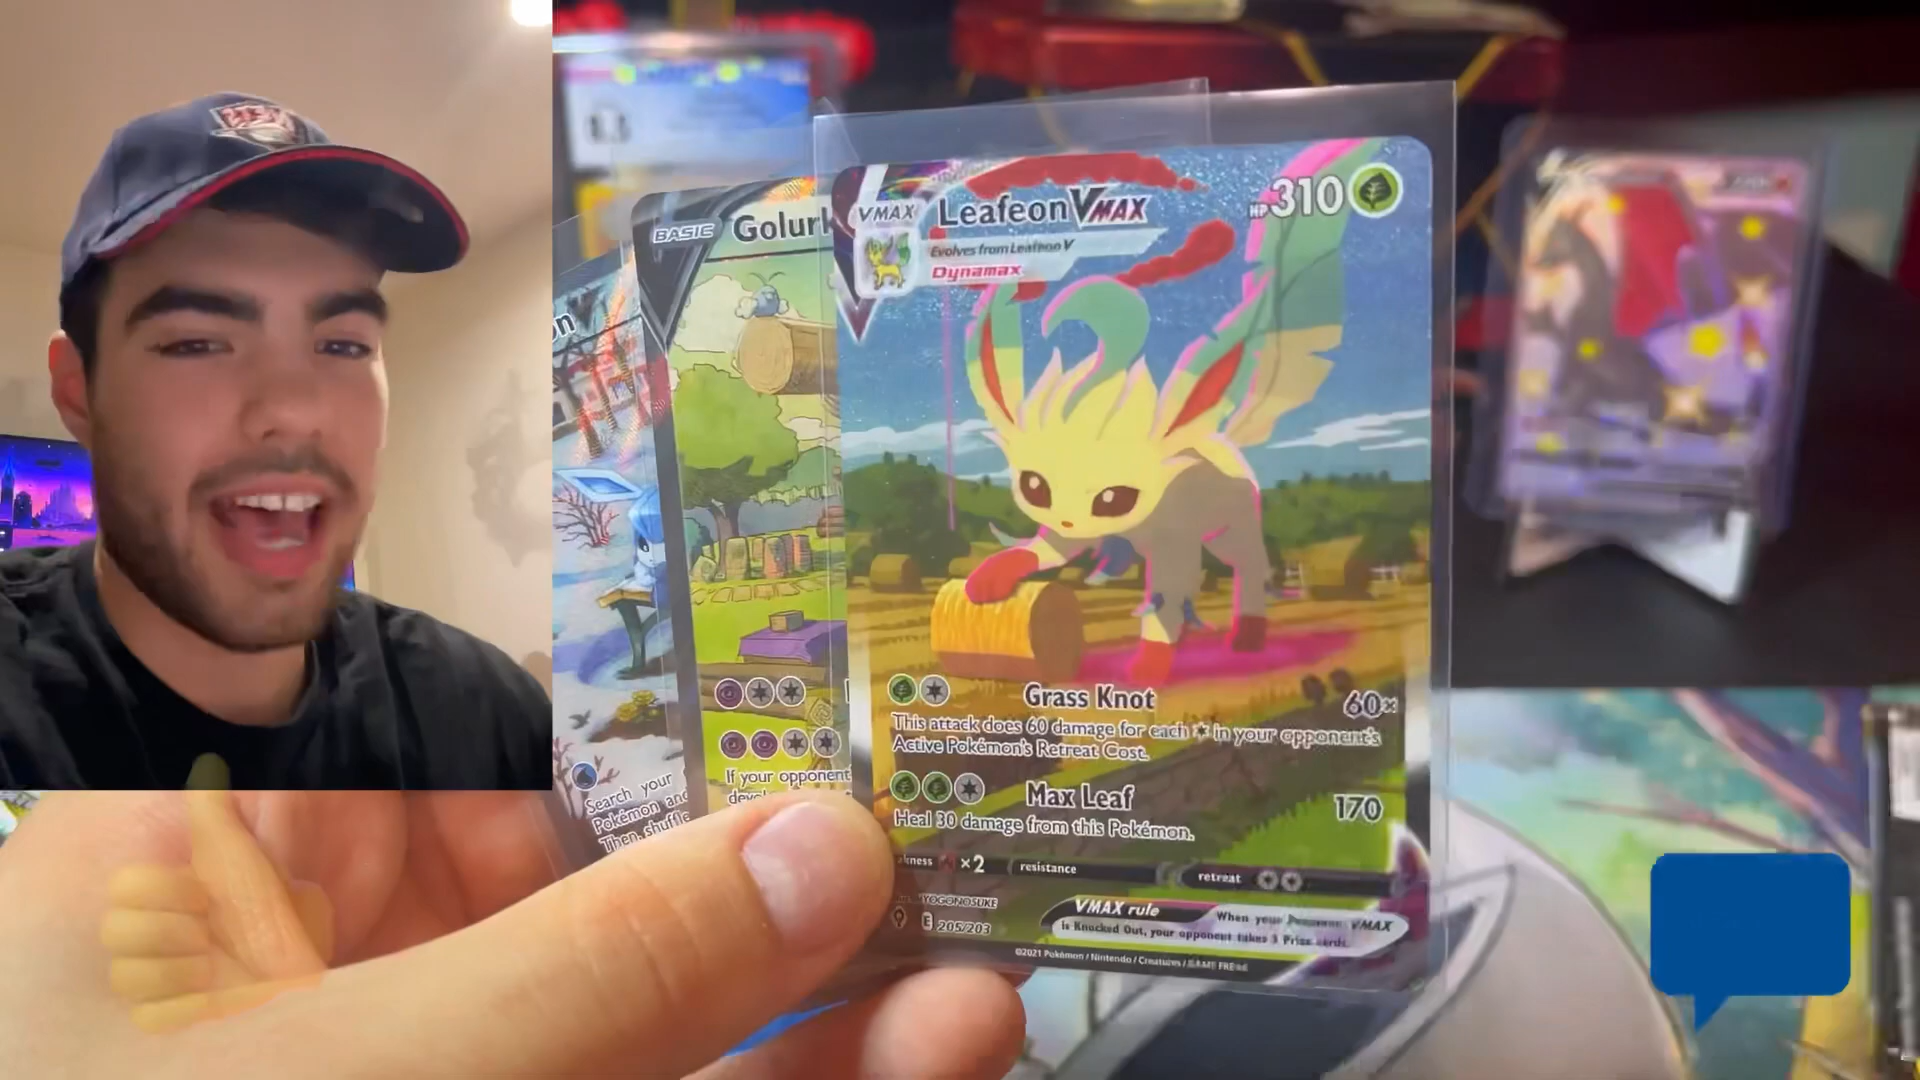 BASIC
Golurk
VMAX
Leafeon VMAX
HP 310
Evolves from Leafeon V
Dynamax
on
Grass Knot 60×
This attack does 60 damage for each ✶ in your opponent's
Active Pokémon's Retreat Cost.
Max Leaf 170
Heal 30 damage from this Pokémon.
Search your
Pokémon and
Then, shuffle
If your opponent
kness ×2 resistance retreat
YOGONOSUKE
E 205/203
VMAX rule When your Pokémon VMAX
is Knocked Out, your opponent takes 3 Prize cards.
©2021 Pokémon / Nintendo / Creatures / GAME FREAK